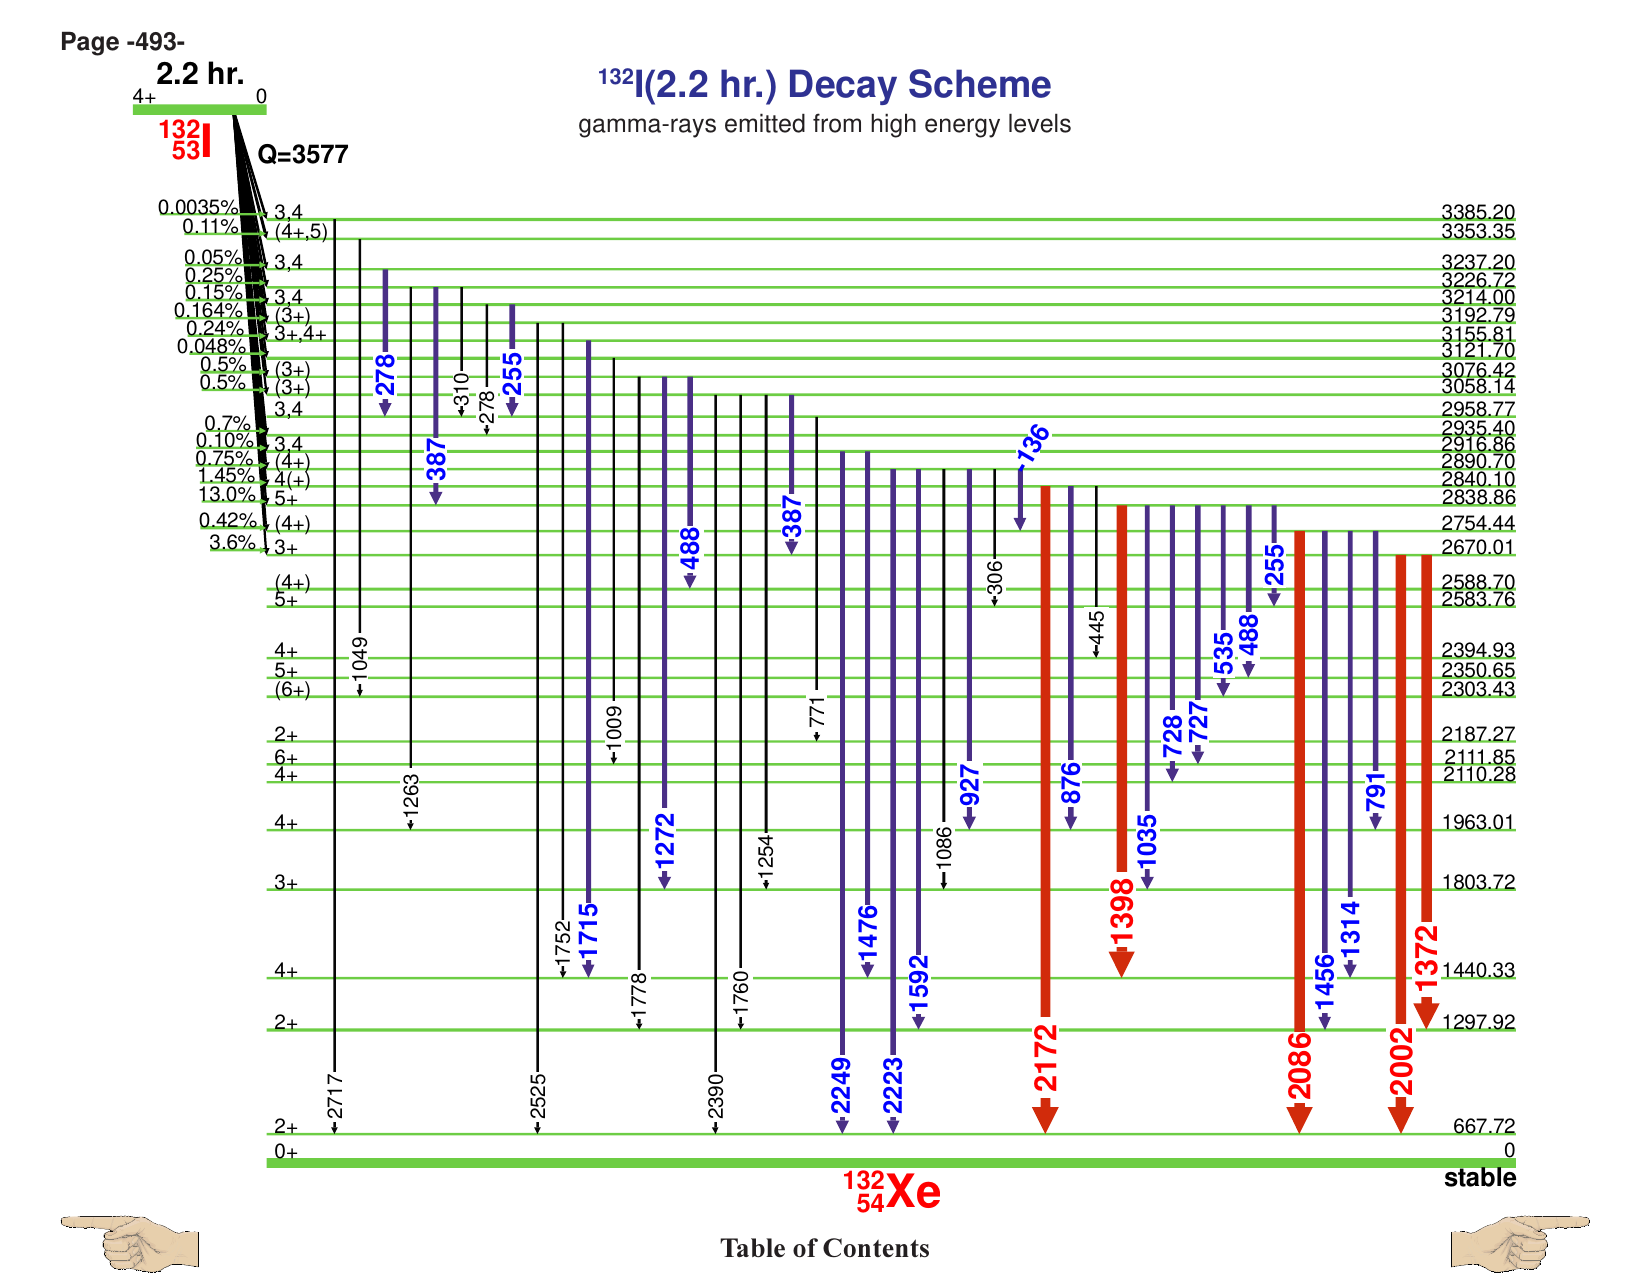 Page -493-
2.2 hr.
4+ 0
132
53 I
Q=3577
132I(2.2 hr.) Decay Scheme
gamma-rays emitted from high energy levels
0.0035% 3,4 3385.20
0.11% (4+,5) 3353.35
0.05% 3,4 3237.20
0.25% 3226.72
0.15% 3,4 3214.00
0.164% (3+) 3192.79
0.24% 3+,4+ 3155.81
0.048% 3121.70
0.5% (3+) 3076.42
0.5% (3+) 3058.14
3,4 2958.77
0.7% 2935.40
0.10% 3,4 2916.86
0.75% (4+) 2890.70
1.45% 4(+) 2840.10
13.0% 5+ 2838.86
0.42% (4+) 2754.44
3.6% 3+ 2670.01
(4+) 2588.70
5+ 2583.76
4+ 2394.93
5+ 2350.65
(6+) 2303.43
2+ 2187.27
6+ 2111.85
4+ 2110.28
4+ 1963.01
3+ 1803.72
4+ 1440.33
2+ 1297.92
2+ 667.72
0+ 0
2717
1049
278
1263
387
310
278
255
2525
1752
1715
1009
1778
1272
488
2390
1760
1254
387
771
2249
1476
2223
1592
1086
927
306
136
2172
876
445
1398
1035
728
727
535
488
255
2086
1456
1314
791
2002
1372
stable
132
54 Xe
Table of Contents